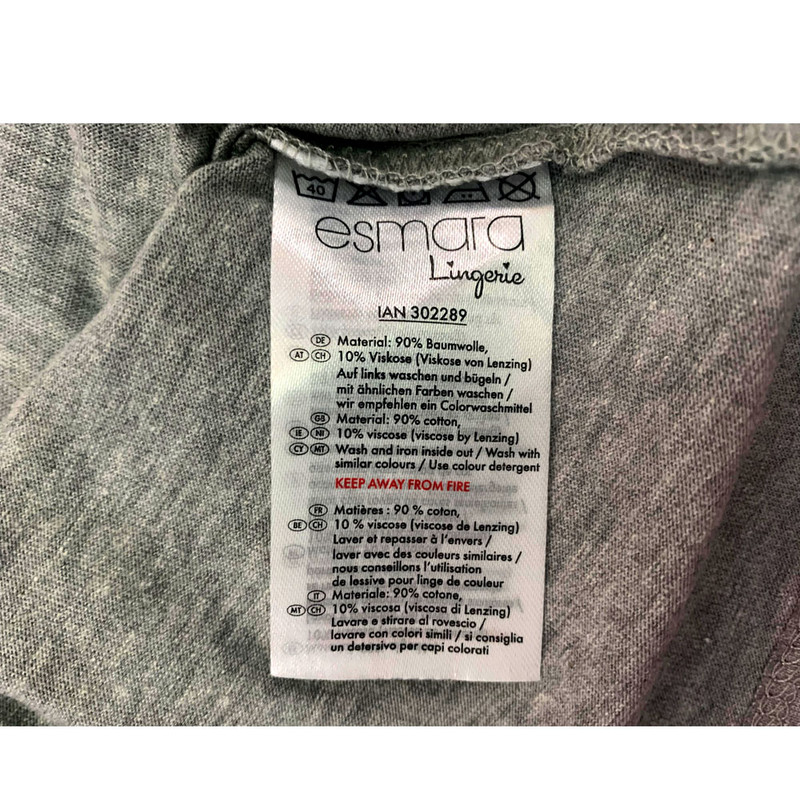 40
esmara
Lingerie
IAN 302289
DE Material: 90% Baumwolle,
AT CH 10% Viskose (Viskose von Lenzing)
Auf links waschen und bügeln /
mit ähnlichen Farben waschen /
wir empfehlen ein Colorwaschmittel
GB Material: 90% cotton,
IE NI 10% viscose (viscose by Lenzing)
CY MT Wash and iron inside out / Wash with
similar colours / Use colour detergent
KEEP AWAY FROM FIRE
FR Matières : 90 % coton,
BE CH 10 % viscose (viscose de Lenzing)
Laver et repasser à l'envers /
laver avec des couleurs similaires /
nous conseillons l'utilisation
de lessive pour linge de couleur
IT Materiale: 90% cotone,
MT CH 10% viscosa (viscosa di Lenzing)
Lavare e stirare al rovescio /
lavare con colori simili / si consiglia
un detersivo per capi colorati